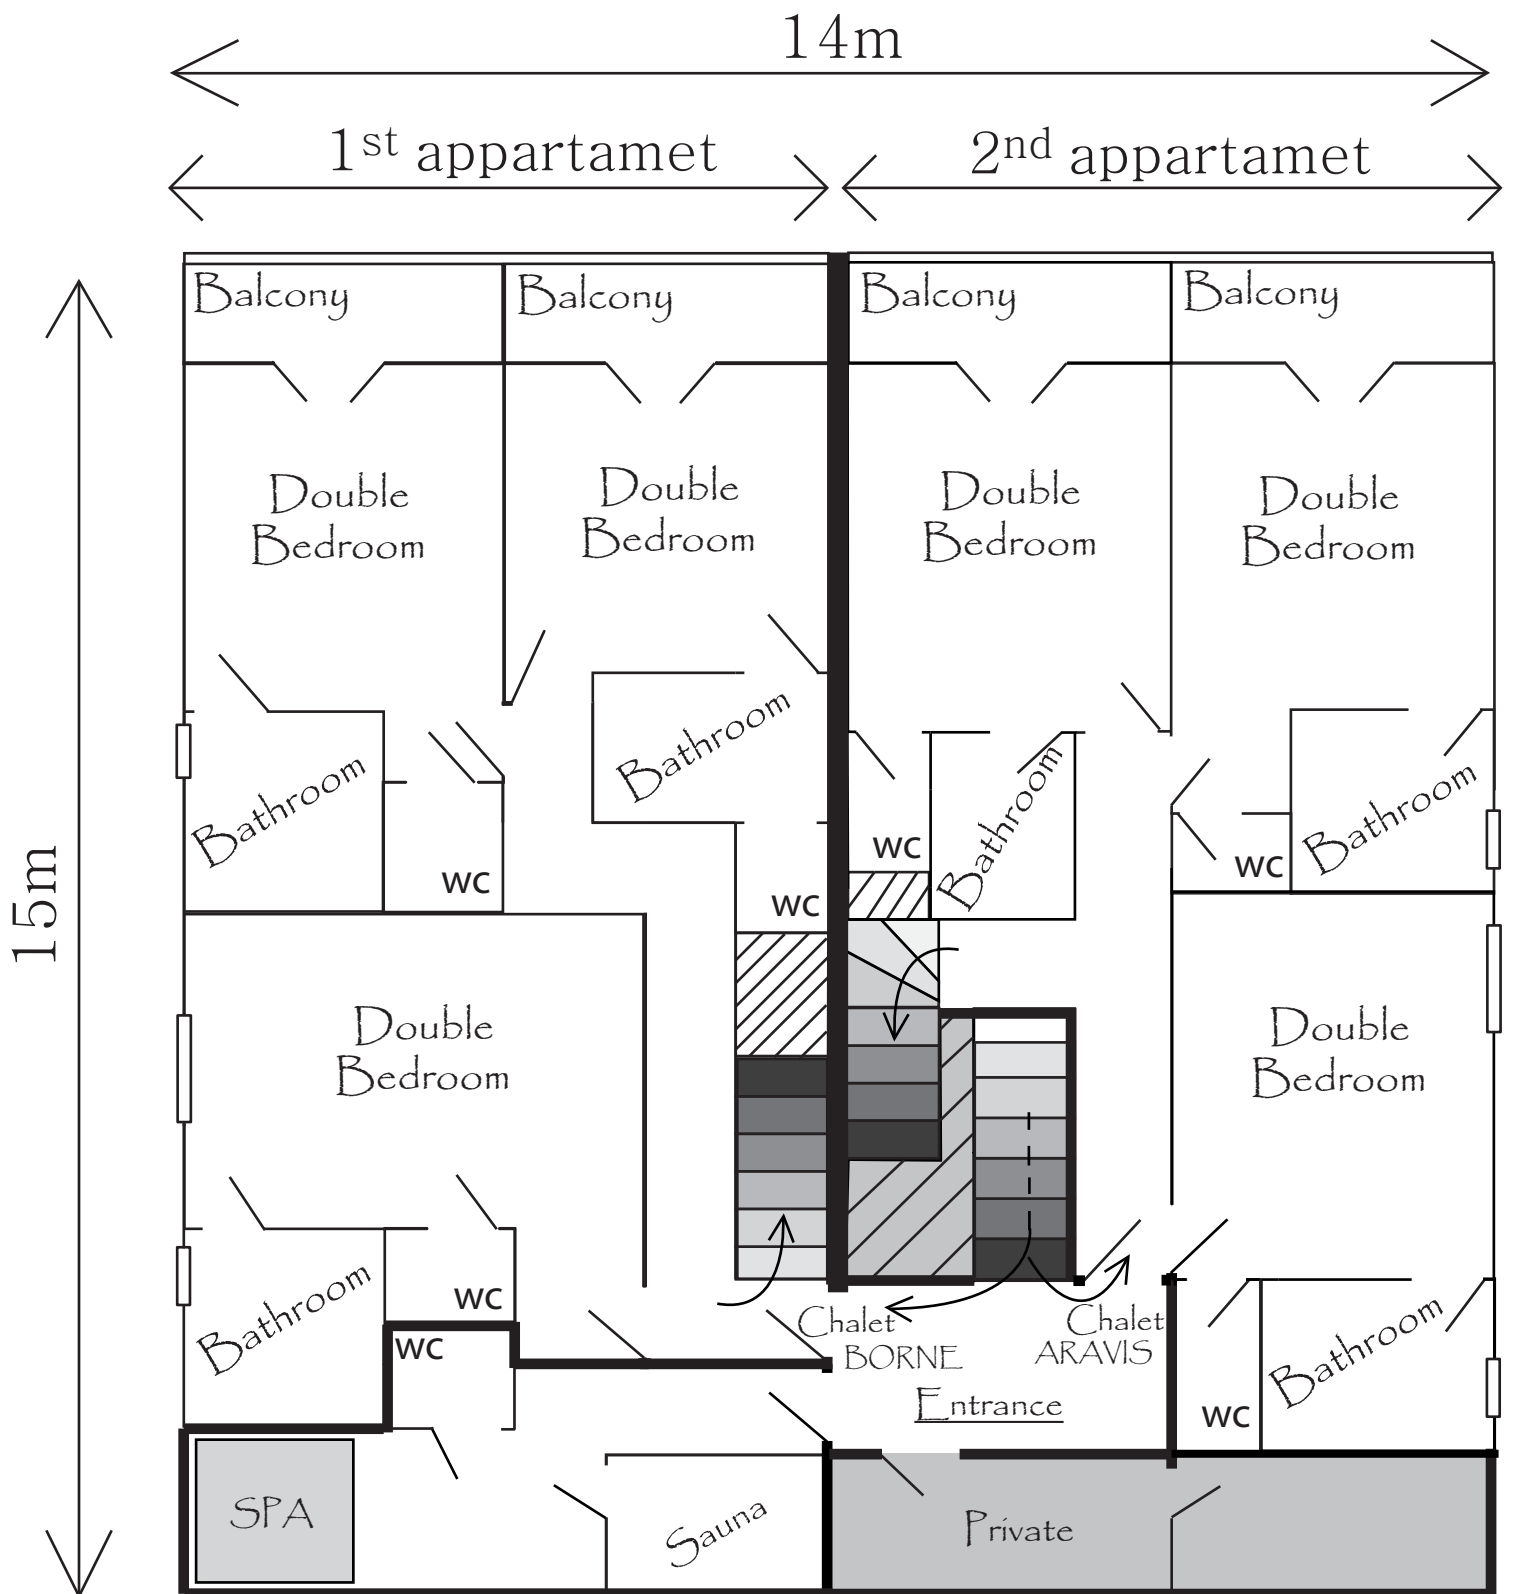 14m
1st appartamet
2nd appartamet
Balcony
Balcony
Balcony
Balcony
Double
Bedroom
Double
Bedroom
Double
Bedroom
Double
Bedroom
Bathroom
WC
Bathroom
WC
WC
Bathroom
WC
Bathroom
15m
Double
Bedroom
Double
Bedroom
Bathroom
WC
WC
Chalet
BORNE
Chalet
ARAVIS
Entrance
WC
Bathroom
SPA
Sauna
Private